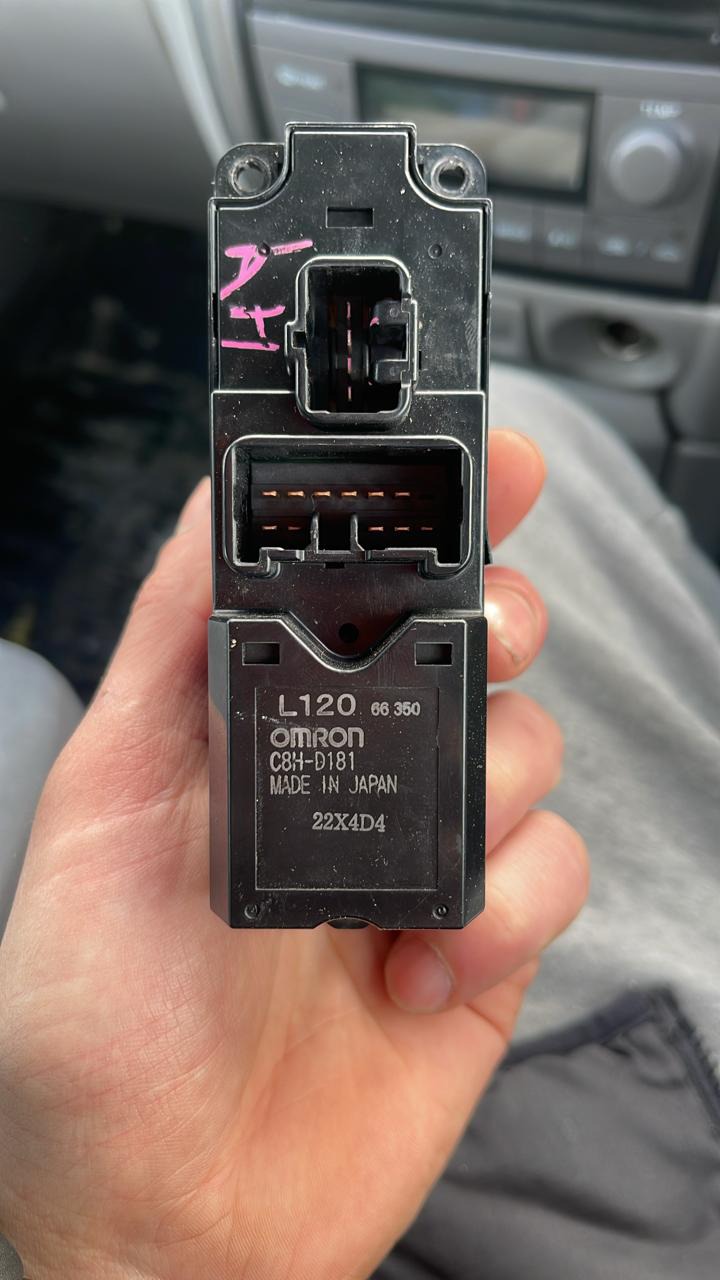 L120 66 350
OMRON
C8H-D181
MADE IN JAPAN
22X4D4